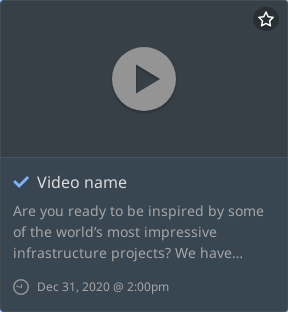 Video name
Are you ready to be inspired by some
of the world's most impressive
infrastructure projects? We have...
Dec 31, 2020 @ 2:00pm